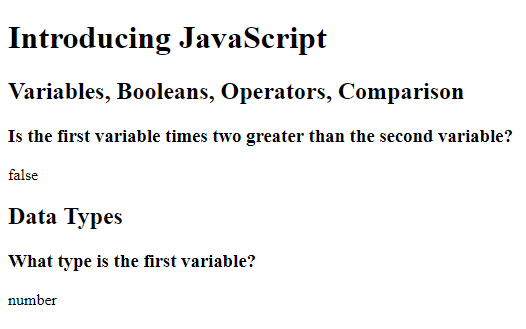 Introducing JavaScript
Variables, Booleans, Operators, Comparison
Is the first variable times two greater than the second variable?
false
Data Types
What type is the first variable?
number